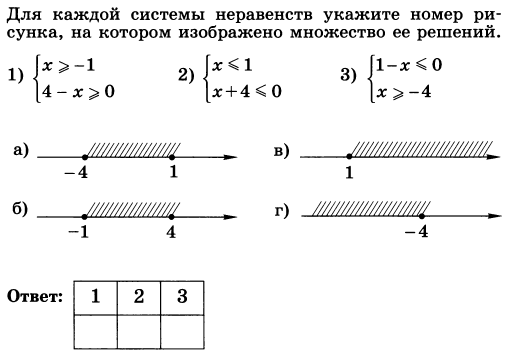 Для каждой системы неравенств укажите номер ри-
сунка, на котором изображено множество ее решений.
1) {x ⩾ -1 2) {x ⩽ 1 3) {1 - x ⩽ 0
4 - x ⩾ 0 x + 4 ⩽ 0 x ⩾ -4
а) в)
-4 1 1
б) г)
-1 4 -4
Ответ: 1 2 3